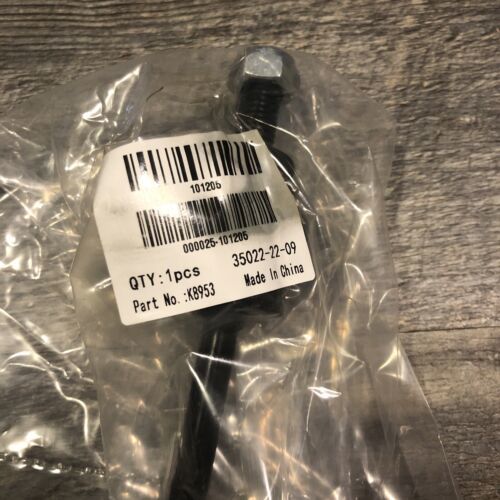 101205
000025-101205
QTY:1pcs 35022-22-09
Part No.:K8953 Made In China